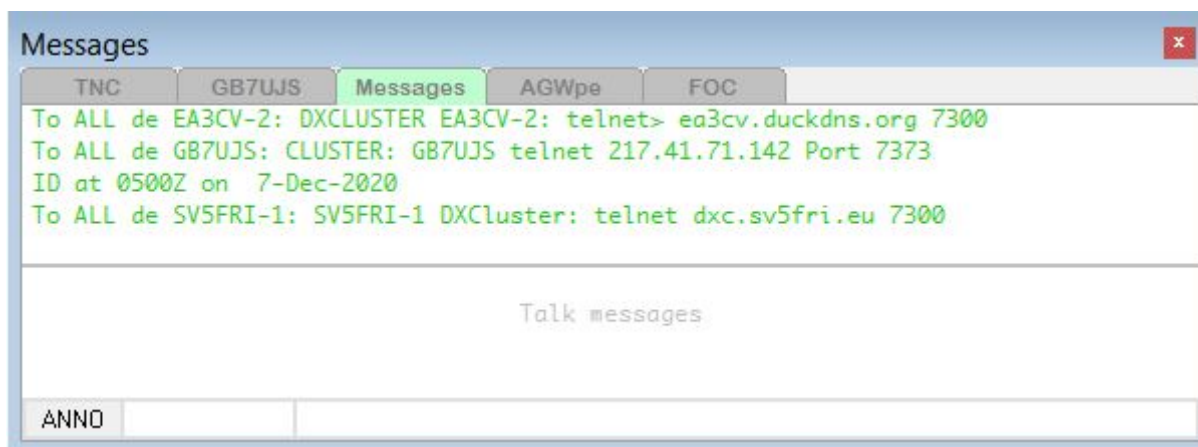 Messages
x
TNC GB7UJS Messages AGWpe FOC
To ALL de EA3CV-2: DXCLUSTER EA3CV-2: telnet> ea3cv.duckdns.org 7300
To ALL de GB7UJS: CLUSTER: GB7UJS telnet 217.41.71.142 Port 7373
ID at 0500Z on  7-Dec-2020
To ALL de SV5FRI-1: SV5FRI-1 DXCluster: telnet dxc.sv5fri.eu 7300
Talk messages
ANNO